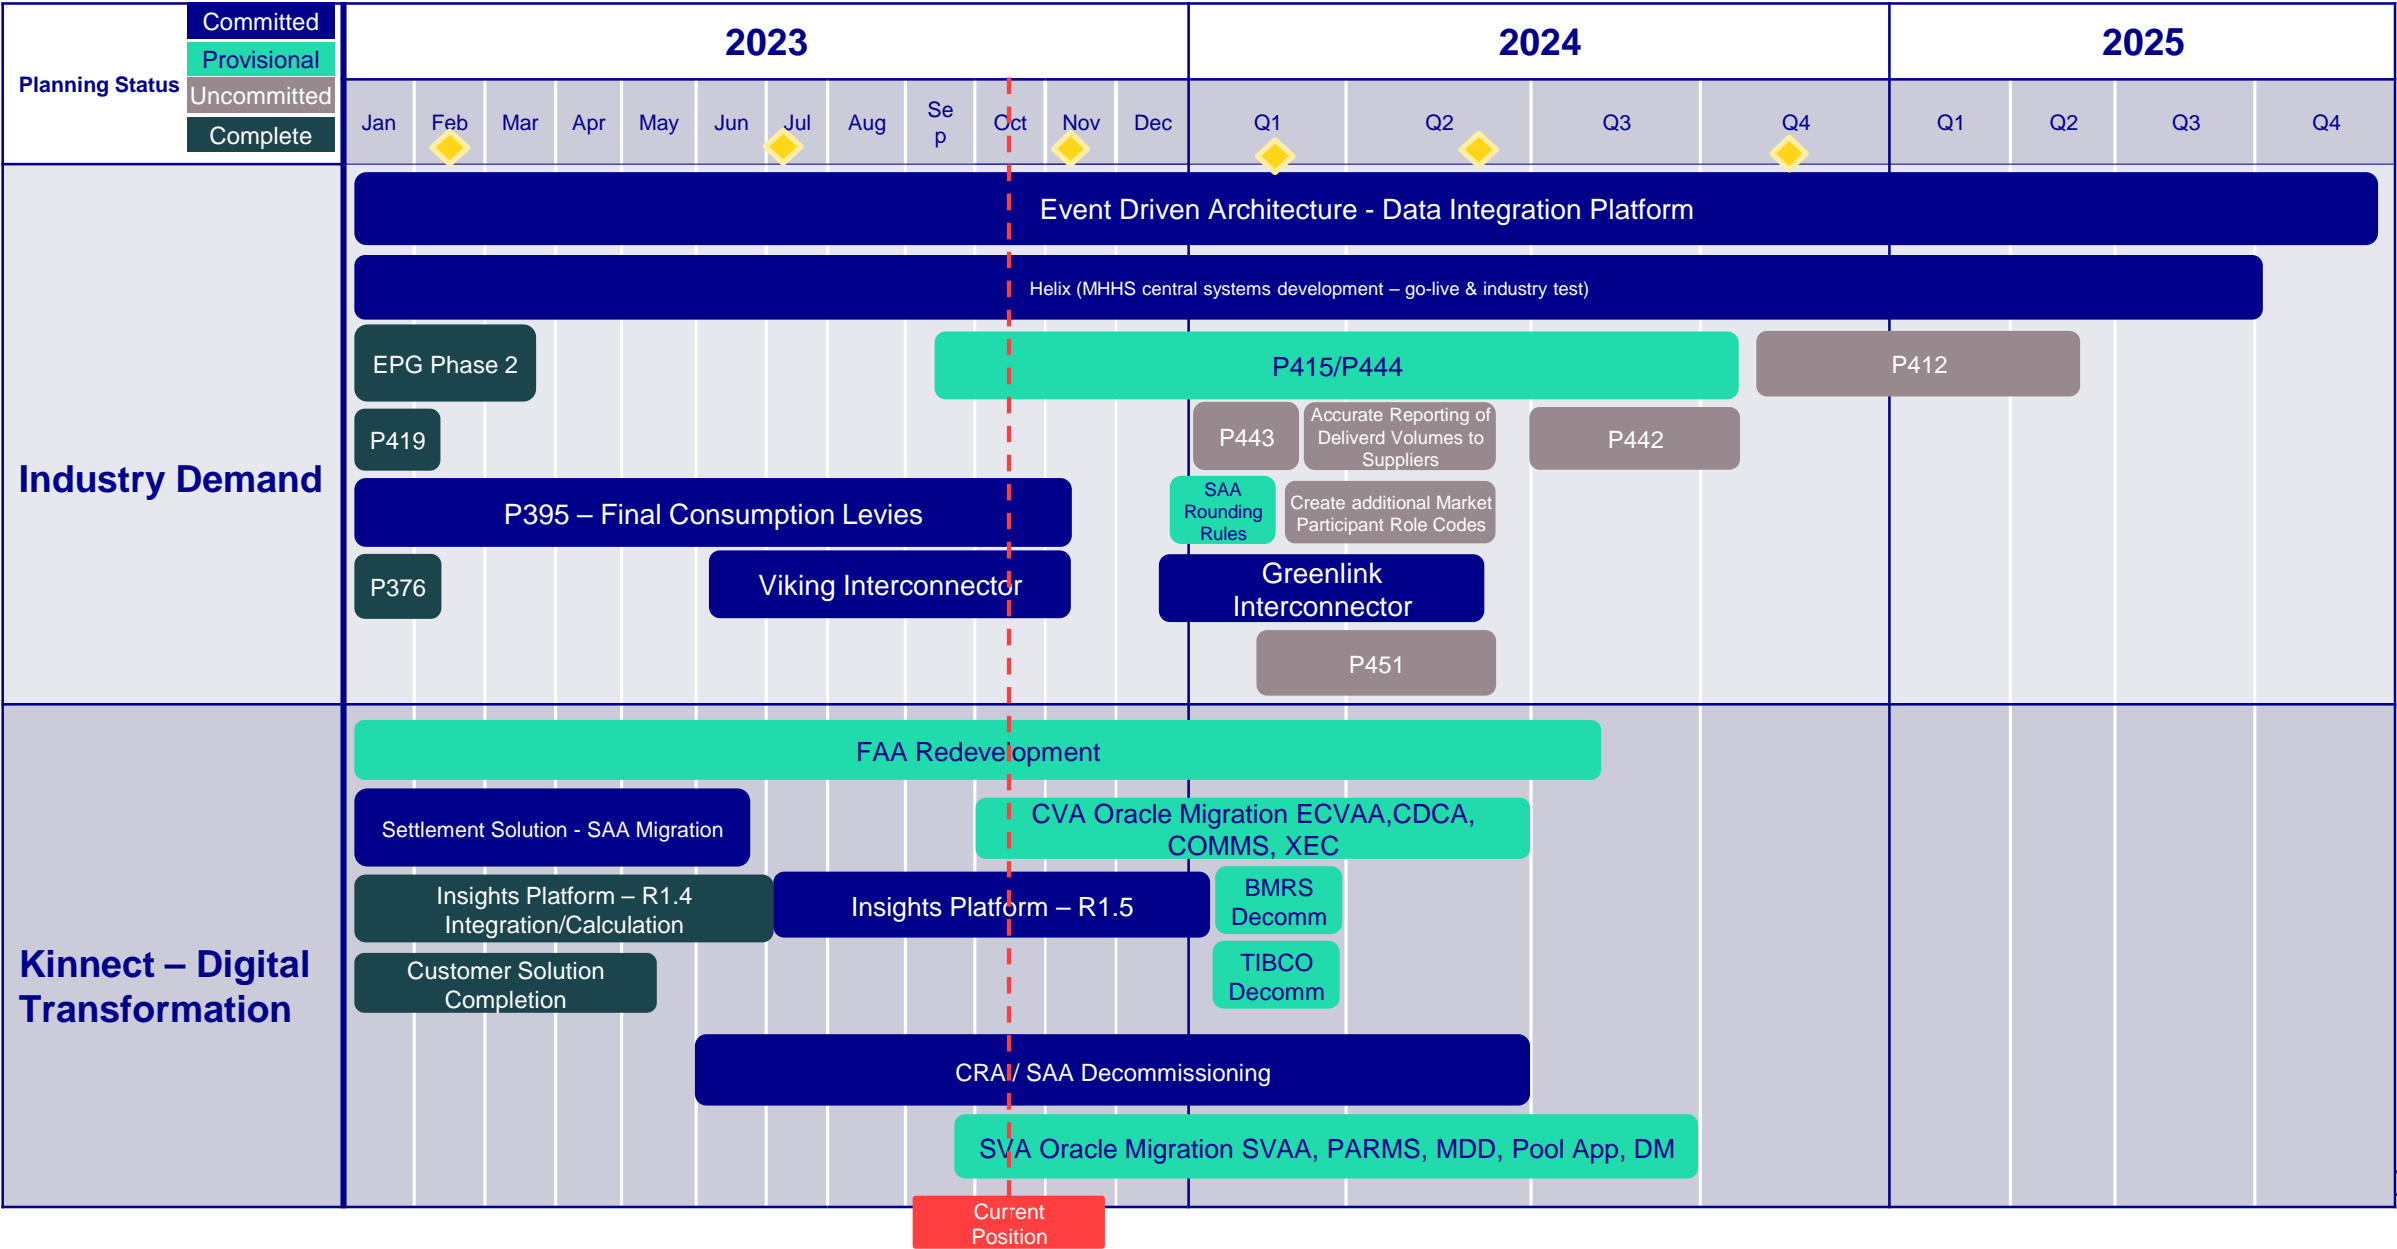 Planning Status
Committed
Provisional
Uncommitted
Complete
2023
2024
2025
Jan
Feb
Mar
Apr
May
Jun
Jul
Aug
Se
p
Oct
Nov
Dec
Q1
Q2
Q3
Q4
Q1
Q2
Q3
Q4
Industry Demand
Event Driven Architecture - Data Integration Platform
Helix (MHHS central systems development – go-live & industry test)
EPG Phase 2
P415/P444
P412
P419
P443
Accurate Reporting of
Deliverd Volumes to
Suppliers
P442
P395 – Final Consumption Levies
SAA
Rounding
Rules
Create additional Market
Participant Role Codes
P376
Viking Interconnector
Greenlink
Interconnector
P451
Kinnect – Digital
Transformation
FAA Redevelopment
Settlement Solution - SAA Migration
CVA Oracle Migration ECVAA,CDCA,
COMMS, XEC
Insights Platform – R1.4
Integration/Calculation
Insights Platform – R1.5
BMRS
Decomm
Customer Solution
Completion
TIBCO
Decomm
CRA / SAA Decommissioning
SVA Oracle Migration SVAA, PARMS, MDD, Pool App, DM
Current
Position